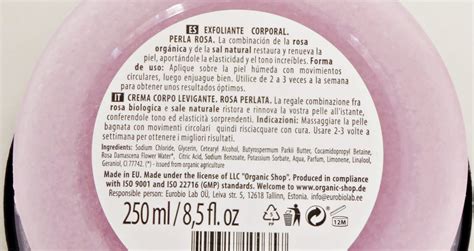 ES EXFOLIANTE CORPORAL.
PERLA ROSA. La combinación de la rosa
orgánica y de la sal natural restaura y renueva la
piel, aportándole la elasticidad y el tono increíbles. Forma
de uso: Aplique sobre la piel húmeda con movimientos
circulares, luego enjuague bien. Utilice de 2 a 3 veces a la semana
para obtener unos resultados óptimos.
IT CREMA CORPO LEVIGANTE. ROSA PERLATA. La regale combinazione fra
rosa biologica e sale naturale ristora e rinnova la vostra pelle all'istante,
conferendole tono ed elasticità sorprendenti. Indicazioni: Massaggiare la pelle
bagnata con movimenti circolari quindi risciacquare con cura. Usare 2-3 volte a
settimana per ottenere i migliori risultati.
Ingredients: Sodium Chloride, Glycerin, Cetearyl Alcohol, Butyrospermum Parkii Butter, Cocamidopropyl Betaine,
Rosa Damascena Flower Water*, Citric Acid, Sodium Benzoate, Potassium Sorbate, Aqua, Parfum, Limonene, Linalool,
Geraniol, CI 77742. (*) - Issued from organic agriculture
Made in EU. Made under the license of LLC "Organic Shop". Produced in compliance
with ISO 9001 and ISO 22716 (GMP) standards. Welcome to www.organic-shop.de
Responsible person: Eurobio Lab OÜ, Leiva tn 4, 12618 Tallinn, Estonia. info@eurobiolab.ee
250 ml / 8,5 fl. oz
PP
12M